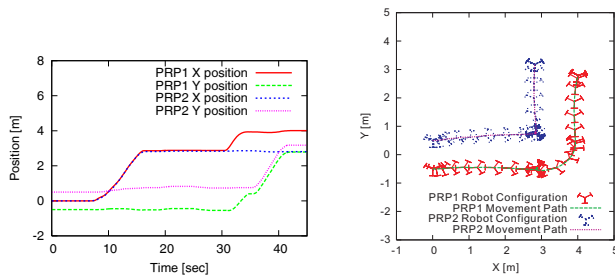 8
6
4
2
0
-2
0
10
20
30
40
Position [m]
Time [sec]
PRP1 X position
PRP1 Y position
PRP2 X position
PRP2 Y position
5
4
3
2
1
0
-1
-2
-3
-1
0
1
2
3
4
5
Y [m]
X [m]
PRP1 Robot Configuration
PRP1 Movement Path
PRP2 Robot Configuration
PRP2 Movement Path